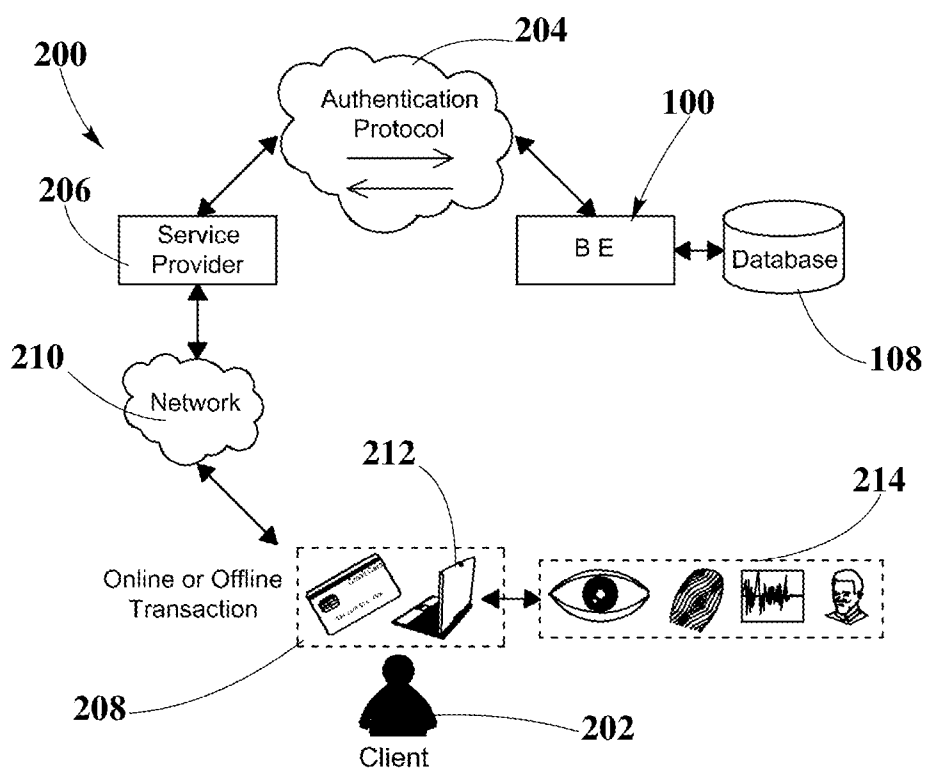 204
200
Authentication
Protocol
100
206
Service
Provider
B E
Database
210
108
Network
212
214
Online or Offline
Transaction
208
202
Client